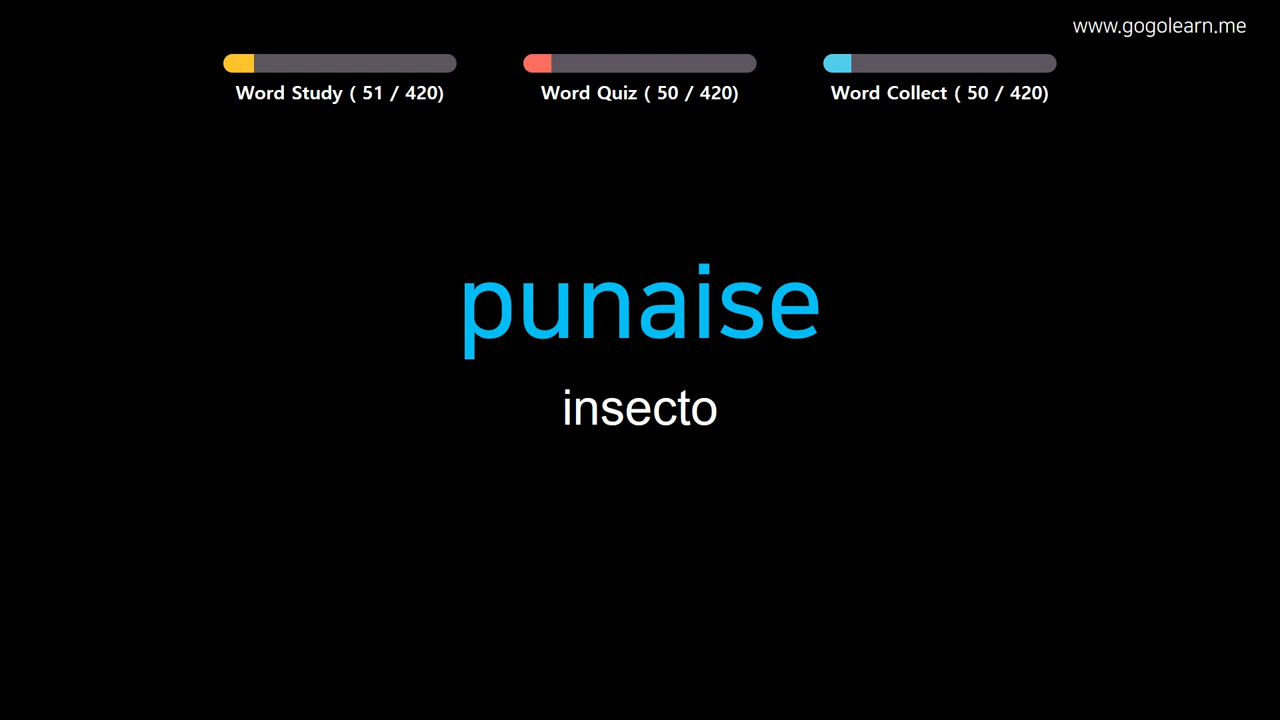 www.gogolearn.me
Word Study ( 51 / 420)
Word Quiz ( 50 / 420)
Word Collect ( 50 / 420)
punaise
insecto